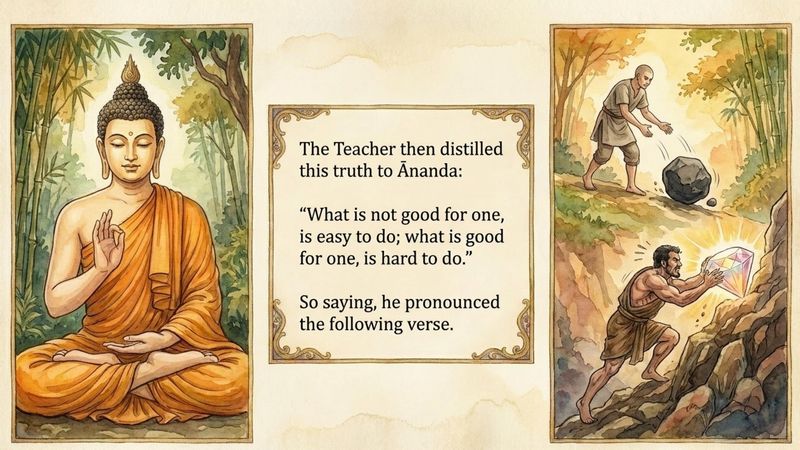 The Teacher then distilled
this truth to Ānanda:
“What is not good for one,
is easy to do; what is good
for one, is hard to do.”
So saying, he pronounced
the following verse.